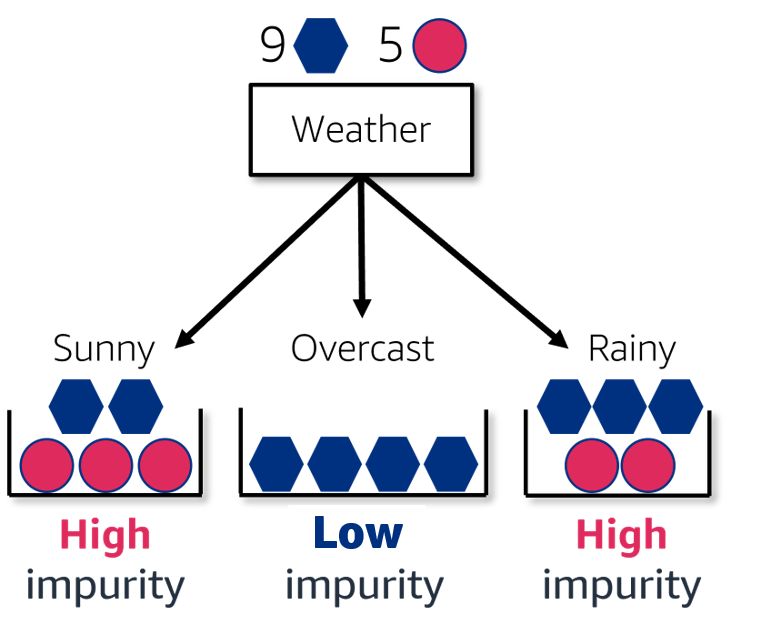 9 5
Weather
Sunny Overcast Rainy
High Low High
impurity impurity impurity